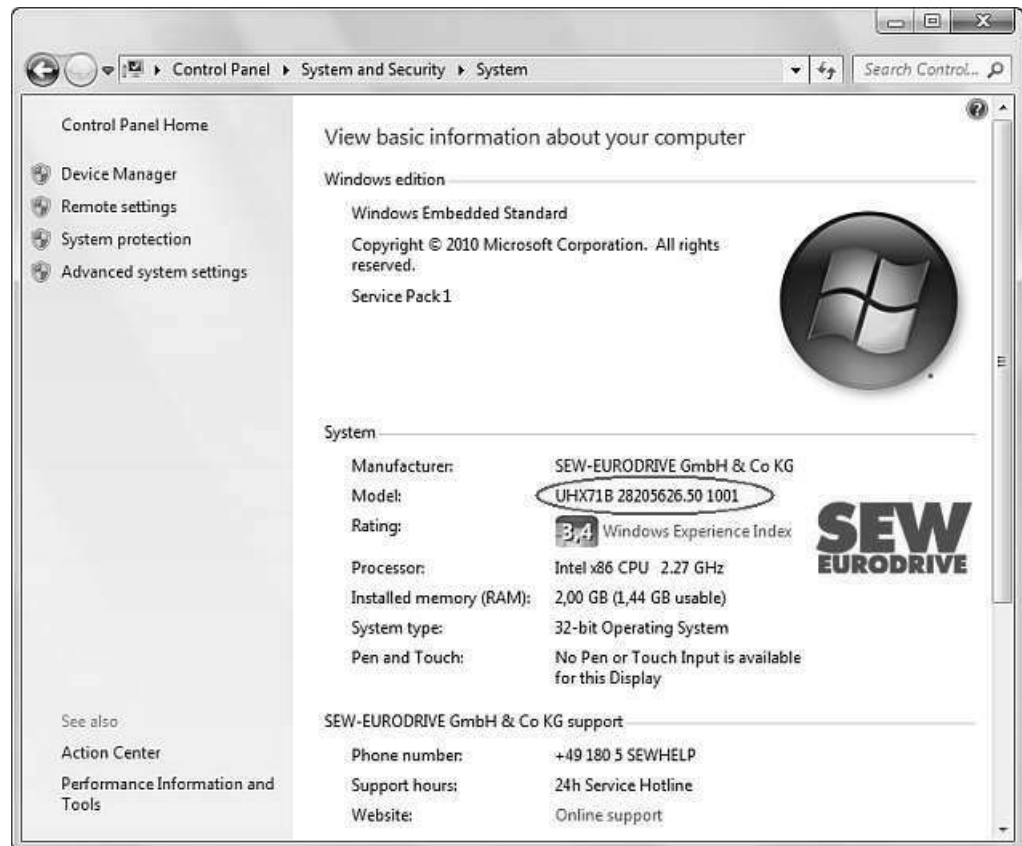 Control Panel ▸ System and Security ▸ System
Search Control...
Control Panel Home
Device Manager
Remote settings
System protection
Advanced system settings
See also
Action Center
Performance Information and
Tools
View basic information about your computer
Windows edition
Windows Embedded Standard
Copyright © 2010 Microsoft Corporation. All rights
reserved.
Service Pack 1
System
Manufacturer: SEW-EURODRIVE GmbH & Co KG
Model: UHX71B 28205626.50 1001
Rating: 3,4 Windows Experience Index
Processor: Intel x86 CPU 2.27 GHz
Installed memory (RAM): 2,00 GB (1,44 GB usable)
System type: 32-bit Operating System
Pen and Touch: No Pen or Touch Input is available
for this Display
SEW
EURODRIVE
SEW-EURODRIVE GmbH & Co KG support
Phone number: +49 180 5 SEWHELP
Support hours: 24h Service Hotline
Website: Online support